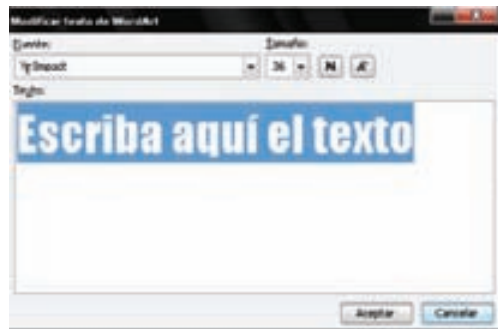 Modificar texto de WordArt
Fuente: Tamaño:
Impact 36 N K
Texto:
Escriba aquí el texto
Aceptar Cancelar